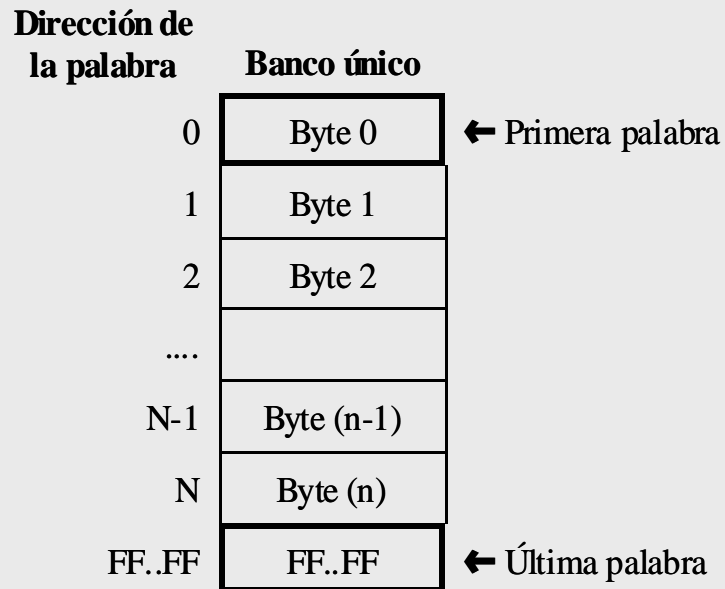 Dirección de
la palabra
Banco único
0 Byte 0 ← Primera palabra
1 Byte 1
2 Byte 2
....
N-1 Byte (n-1)
N Byte (n)
FF..FF FF..FF ← Última palabra